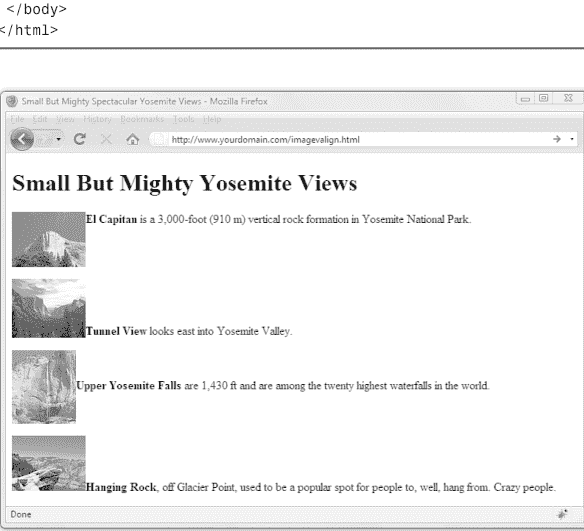 </body>
</html>
Small But Mighty Spectacular Yosemite Views - Mozilla Firefox
File Edit View History Bookmarks Tools Help
http://www.yourdomain.com/imagevalign.html
Small But Mighty Yosemite Views
El Capitan is a 3,000-foot (910 m) vertical rock formation in Yosemite National Park.
Tunnel View looks east into Yosemite Valley.
Upper Yosemite Falls are 1,430 ft and are among the twenty highest waterfalls in the world.
Hanging Rock, off Glacier Point, used to be a popular spot for people to, well, hang from. Crazy people.
Done